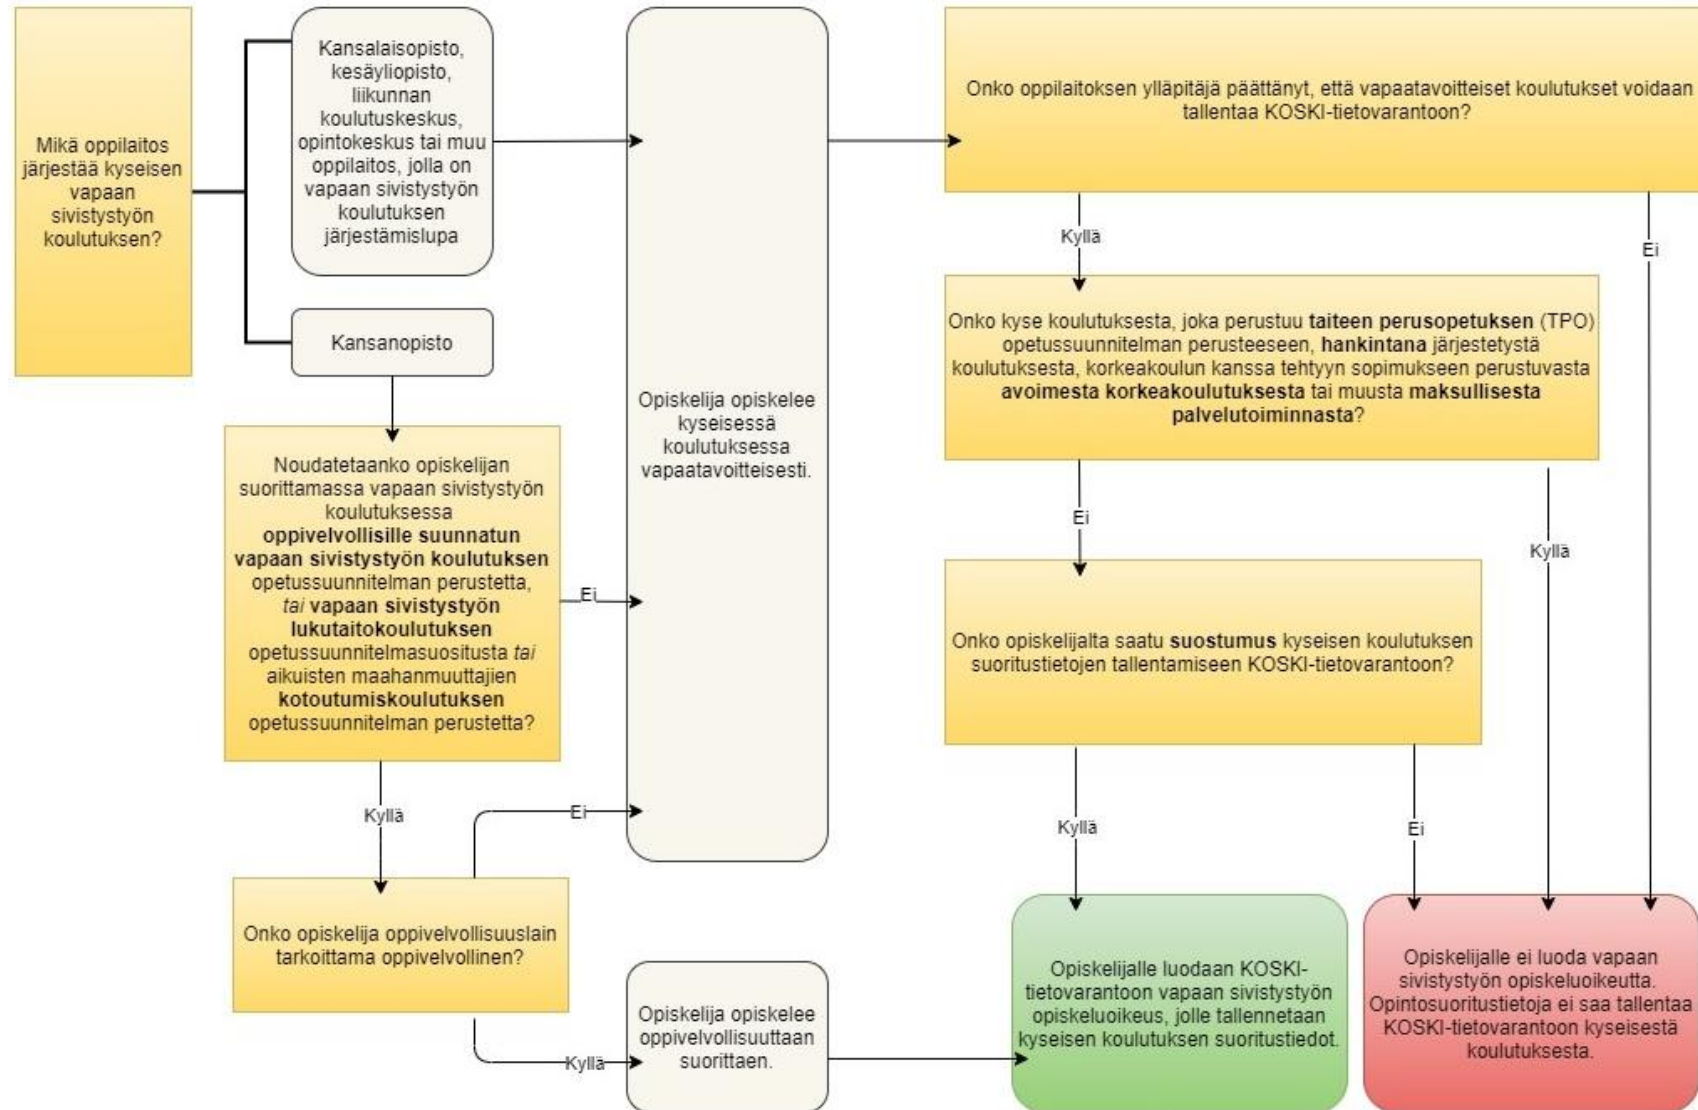 Mikä oppilaitos
järjestää kyseisen
vapaan
sivistystyön
koulutuksen?
Kansalaisopisto,
kesäyliopisto,
liikunnan
koulutuskeskus,
opintokeskus tai muu
oppilaitos, jolla on
vapaan sivistystyön
koulutuksen
järjestämislupa
Kansanopisto
Noudatetaanko opiskelijan
suorittamassa vapaan sivistystyön
koulutuksessa
oppivelvollisille suunnatun
vapaan sivistystyön koulutuksen
opetussuunnitelman perustetta,
tai vapaan sivistystyön
lukutaitokoulutuksen
opetussuunnitelmasuositusta tai
aikuisten maahanmuuttajien
kotoutumiskoulutuksen
opetussuunnitelman perustetta?
Ei
Kyllä
Onko opiskelija oppivelvollisuuslain
tarkoittama oppivelvollinen?
Ei
Kyllä
Opiskelija opiskelee
kyseisessä
koulutuksessa
vapaatavoitteisesti.
Opiskelija opiskelee
oppivelvollisuuttaan
suorittaen.
Onko oppilaitoksen ylläpitäjä päättänyt, että vapaatavoitteiset koulutukset voidaan
tallentaa KOSKI-tietovarantoon?
Kyllä
Ei
Onko kyse koulutuksesta, joka perustuu taiteen perusopetuksen (TPO)
opetussuunnitelman perusteeseen, hankintana järjestetystä
koulutuksesta, korkeakoulun kanssa tehtyyn sopimukseen perustuvasta
avoimesta korkeakoulutuksesta tai muusta maksullisesta
palvelutoiminnasta?
Ei
Kyllä
Onko opiskelijalta saatu suostumus kyseisen koulutuksen
suoritustietojen tallentamiseen KOSKI-tietovarantoon?
Kyllä
Ei
Opiskelijalle luodaan KOSKI-
tietovarantoon vapaan sivistystyön
opiskeluoikeus, jolle tallennetaan
kyseisen koulutuksen suoritustiedot.
Opiskelijalle ei luoda vapaan
sivistystyön opiskeluoikeutta.
Opintosuoritustietoja ei saa tallentaa
KOSKI-tietovarantoon kyseisestä
koulutuksesta.